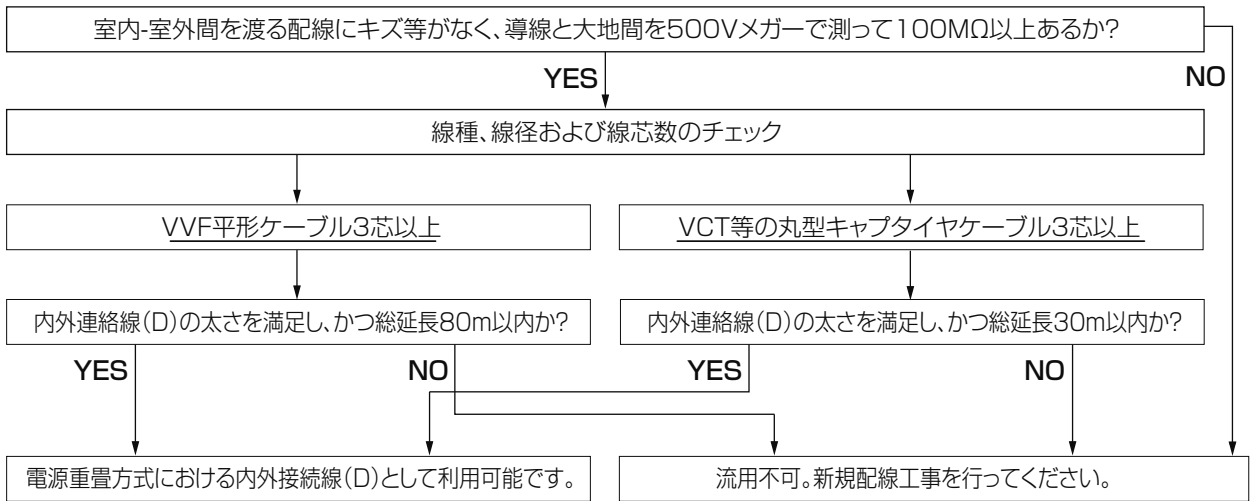 室内-室外間を渡る配線にキズ等がなく、導線と大地間を500Vメガーで測って100MΩ以上あるか?
YES
NO
線種、線径および線芯数のチェック
VVF平形ケーブル3芯以上
VCT等の丸型キャプタイヤケーブル3芯以上
内外連絡線(D)の太さを満足し、かつ総延長80m以内か?
内外連絡線(D)の太さを満足し、かつ総延長30m以内か?
YES
NO
YES
NO
電源重畳方式における内外接続線(D)として利用可能です。
流用不可。新規配線工事を行ってください。